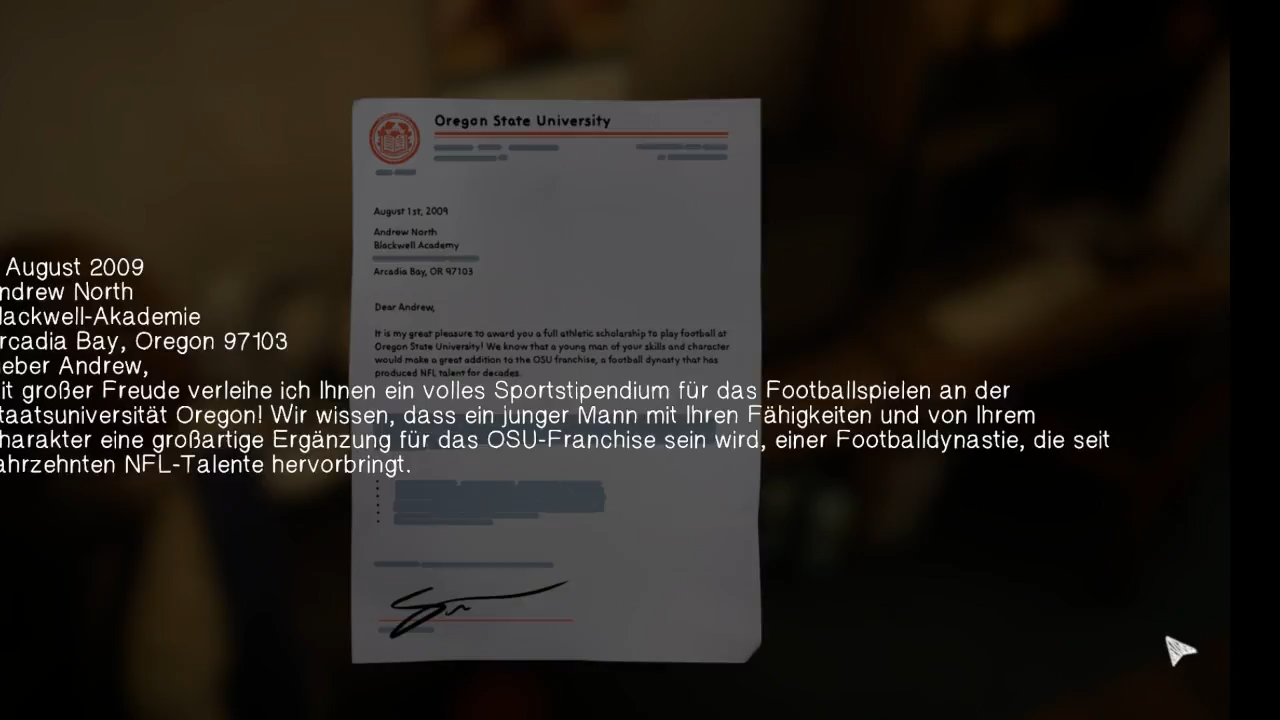 Oregon State University
August 1st, 2009
Andrew North
Blackwell Academy
Arcadia Bay, OR 97103
Dear Andrew,
It is my great pleasure to award you a full athletic scholarship to play football at
Oregon State University! We know that a young man of your skills and character
would make a great addition to the OSU franchise, a football dynasty that has
produced NFL talent for decades.
August 2009
ndrew North
lackwell-Akademie
rcadia Bay, Oregon 97103
eber Andrew,
it großer Freude verleihe ich Ihnen ein volles Sportstipendium für das Footballspielen an der
taatsuniversität Oregon! Wir wissen, dass ein junger Mann mit Ihren Fähigkeiten und von Ihrem
harakter eine großartige Ergänzung für das OSU-Franchise sein wird, einer Footballdynastie, die seit
ahrzehnten NFL-Talente hervorbringt.